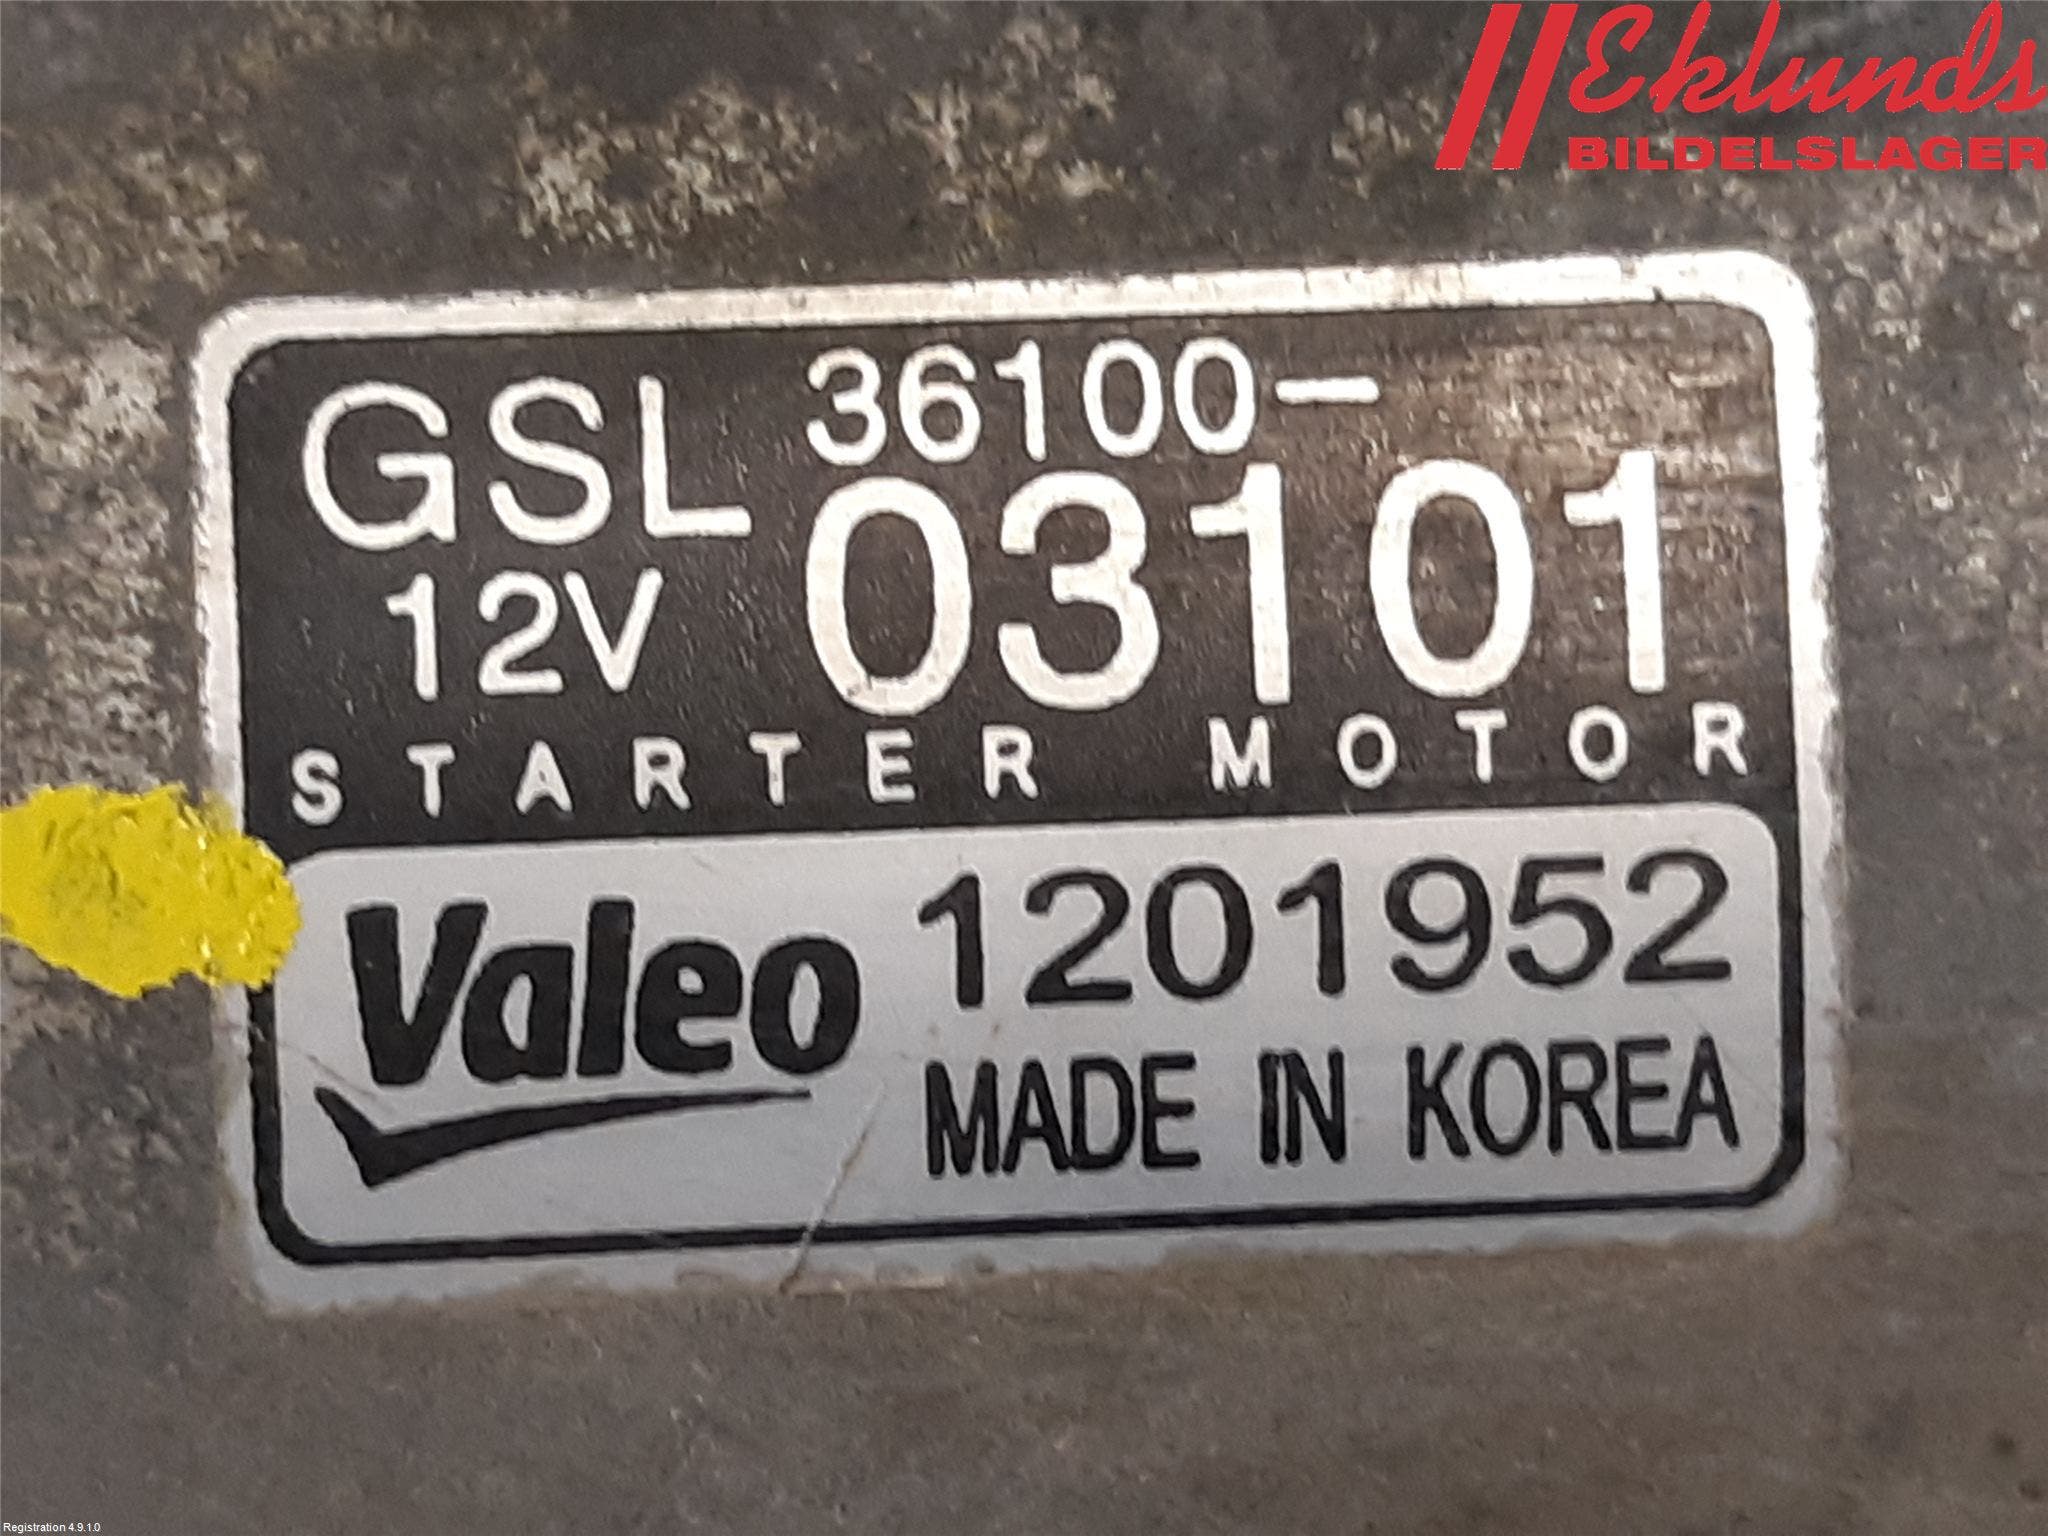 Eklunds
BILDELSLAGER
GSL 36100-
12V 03101
STARTER MOTOR
Valeo 1201952
MADE IN KOREA
Registration 4.9.1.0